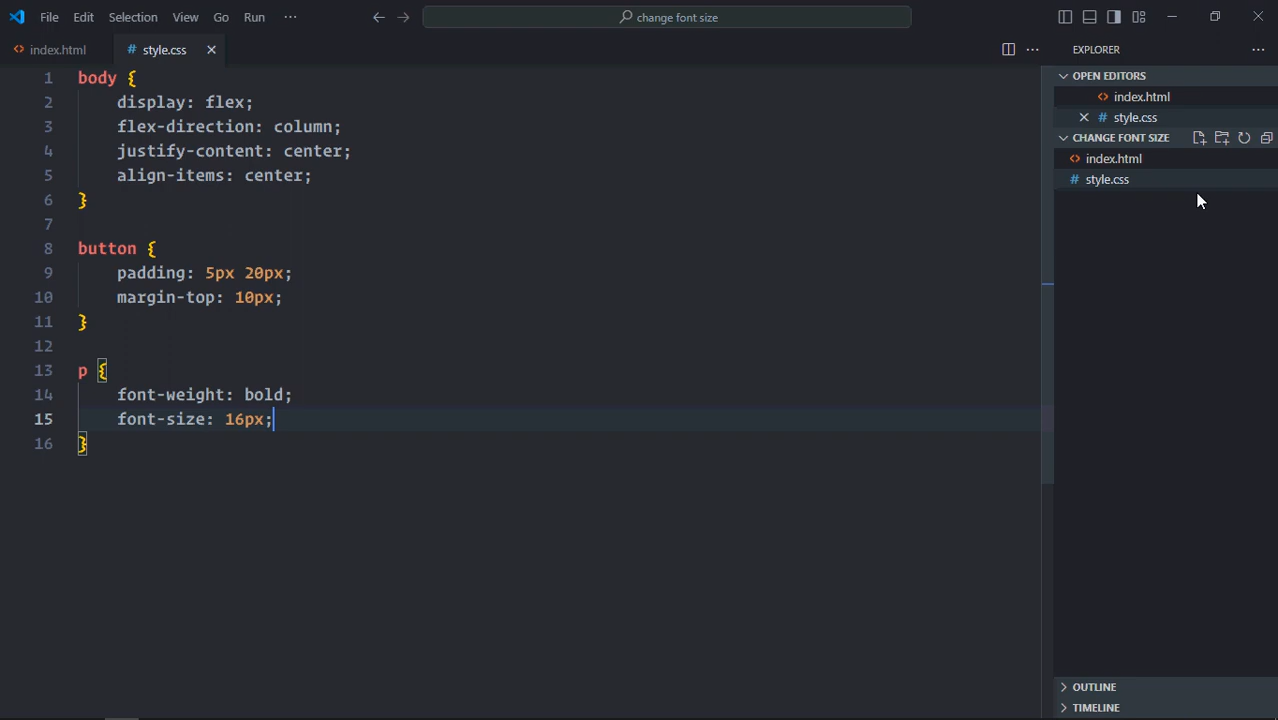 File Edit Selection View Go Run ··· ← → change font size
index.html style.css
EXPLORER ···
1 body {
2 display: flex;
3 flex-direction: column;
4 justify-content: center;
5 align-items: center;
6 }
7
8 button {
9 padding: 5px 20px;
10 margin-top: 10px;
11 }
12
13 p {
14 font-weight: bold;
15 font-size: 16px;
16 }
OPEN EDITORS
index.html
style.css
CHANGE FONT SIZE
index.html
style.css
OUTLINE
TIMELINE